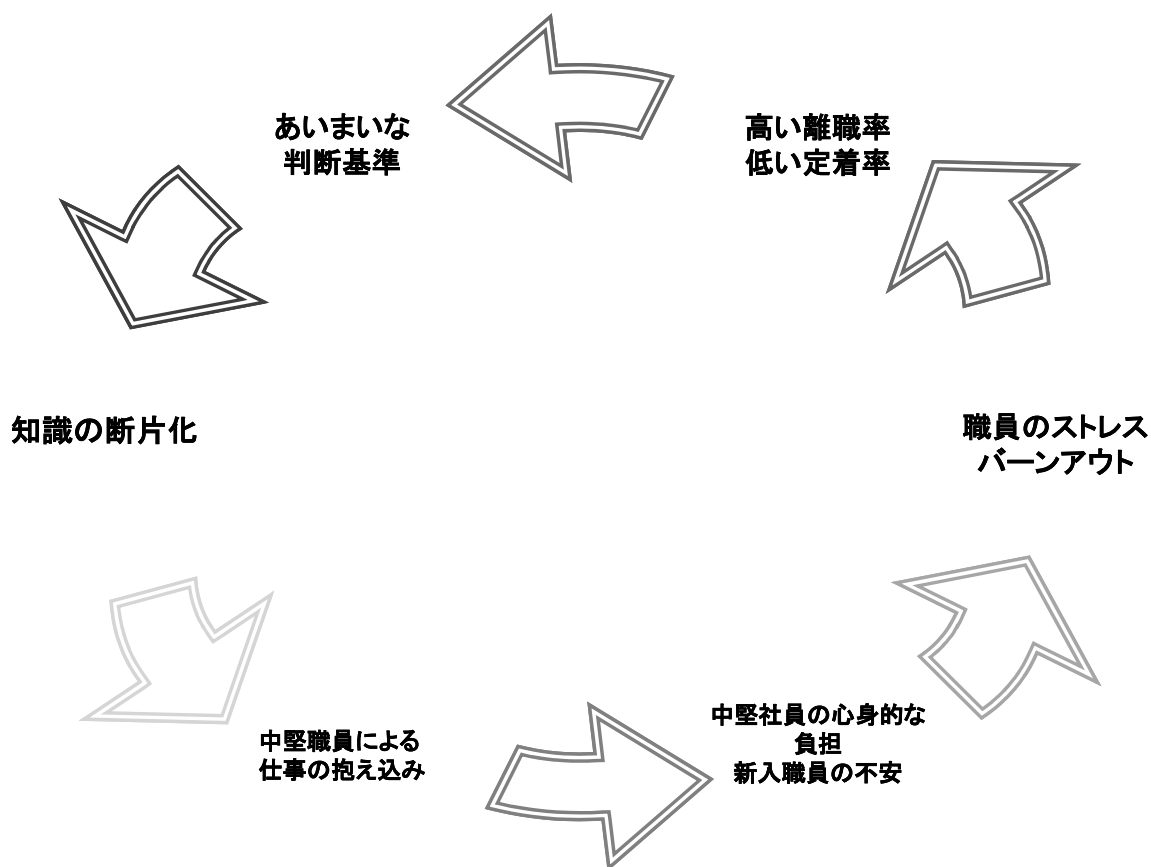 あいまいな
判断基準
高い離職率
低い定着率
知識の断片化
職員のストレス
バーンアウト
中堅職員による
仕事の抱え込み
中堅社員の心身的な
負担
新入職員の不安